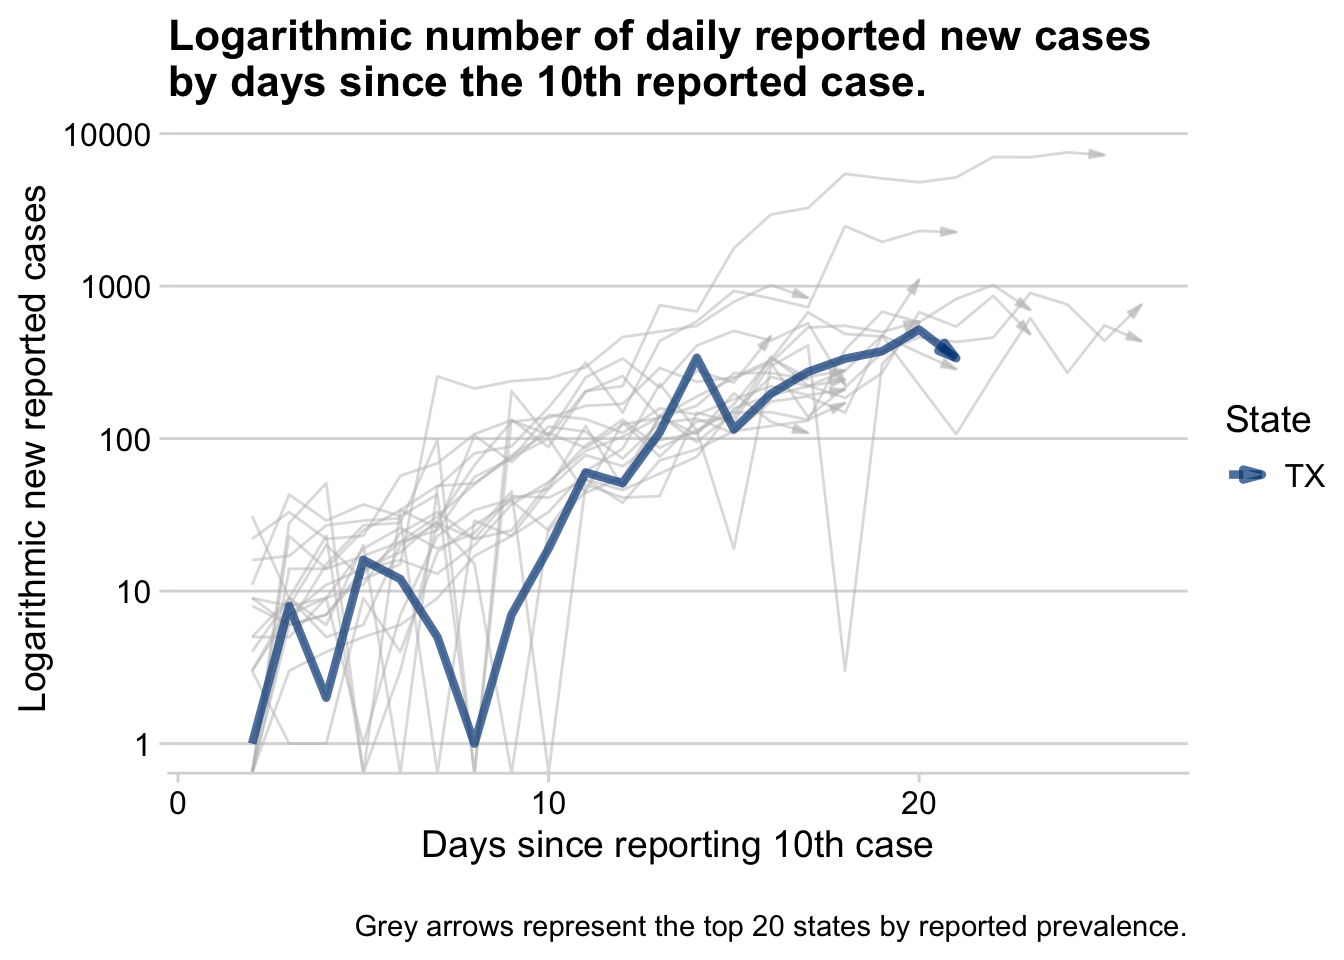 Logarithmic number of daily reported new cases
by days since the 10th reported case.
10000
1000
100
10
1
Logarithmic new reported cases
0 10 20
Days since reporting 10th case
State
TX
Grey arrows represent the top 20 states by reported prevalence.